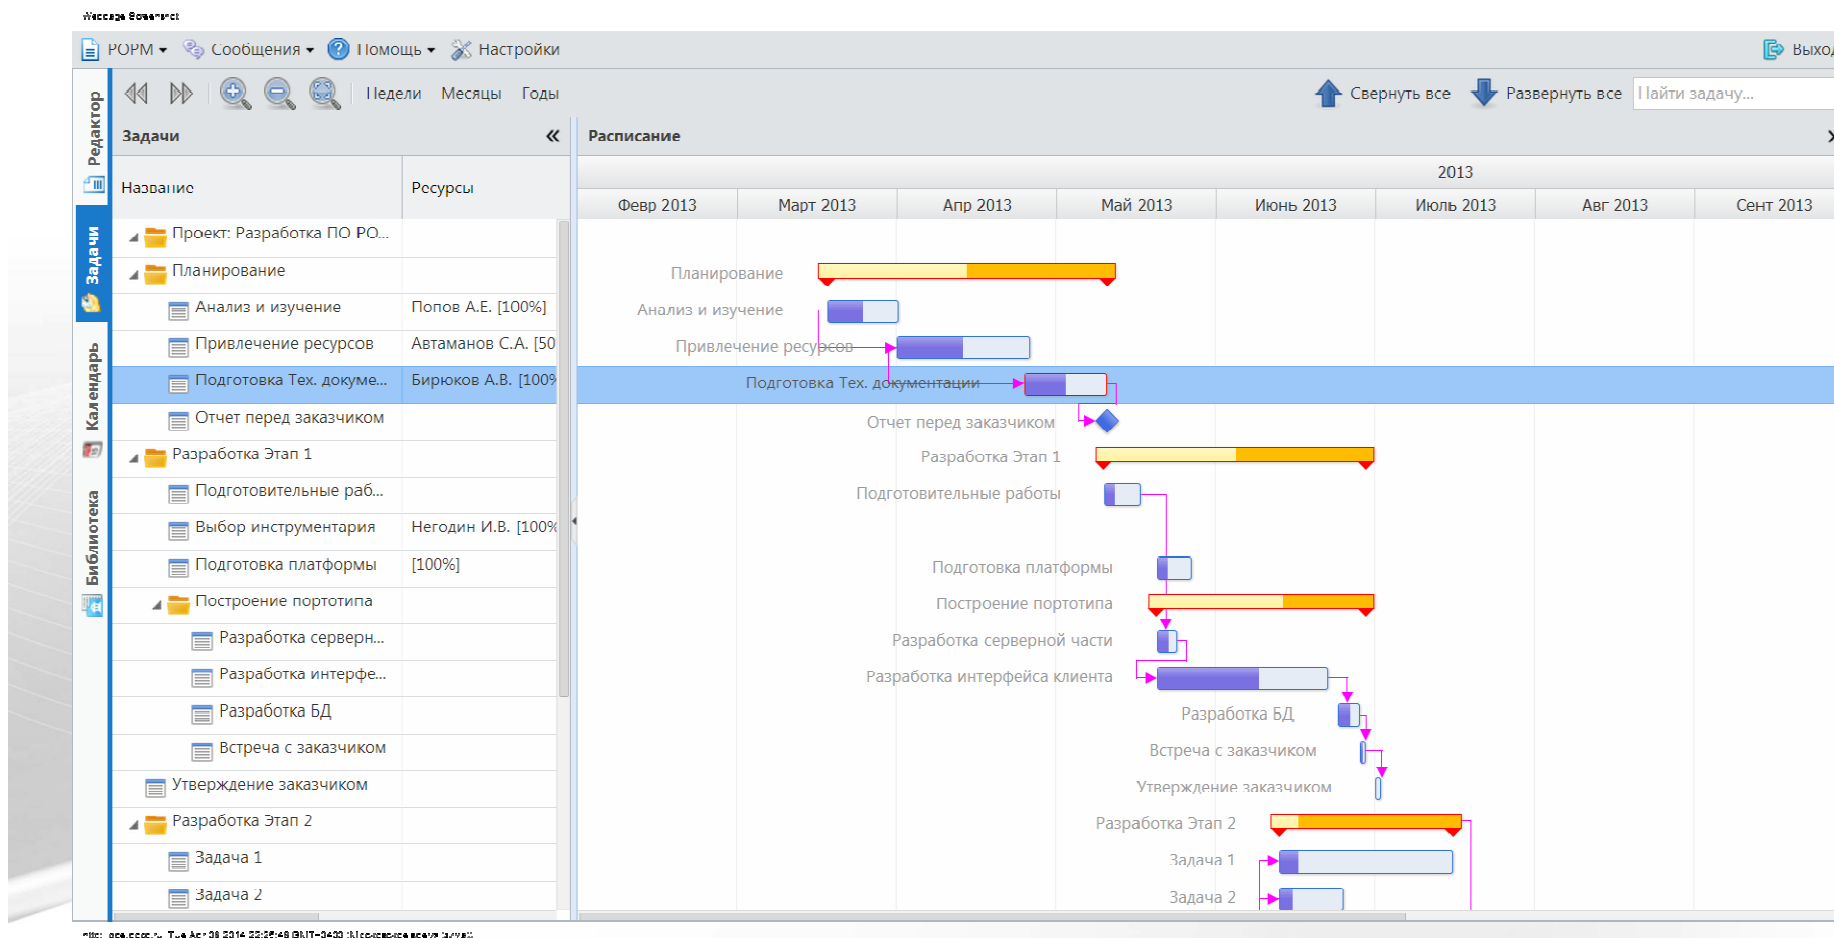 РОРМ Сообщения Помощь Настройки
Недели Месяцы Годы Свернуть все Развернуть все Найти задачу...
Редактор
Задачи
Календарь
Библиотека
Задачи Расписание
Название Ресурсы
2013
Февр 2013 Март 2013 Апр 2013 Май 2013 Июнь 2013 Июль 2013 Авг 2013 Сент 2013
Проект: Разработка ПО РО...
Планирование Планирование
Анализ и изучение Попов А.Е. [100%] Анализ и изучение
Привлечение ресурсов Автаманов С.А. [50 Привлечение ресурсов
Подготовка Тех. докуме... Бирюков А.В. [100% Подготовка Тех. документации
Отчет перед заказчиком Отчет перед заказчиком
Разработка Этап 1 Разработка Этап 1
Подготовительные раб... Подготовительные работы
Выбор инструментария Негодин И.В. [100%
Подготовка платформы [100%] Подготовка платформы
Построение портотипа Построение портотипа
Разработка серверн... Разработка серверной части
Разработка интерфе... Разработка интерфейса клиента
Разработка БД Разработка БД
Встреча с заказчиком Встреча с заказчиком
Утверждение заказчиком Утверждение заказчиком
Разработка Этап 2 Разработка Этап 2
Задача 1 Задача 1
Задача 2 Задача 2